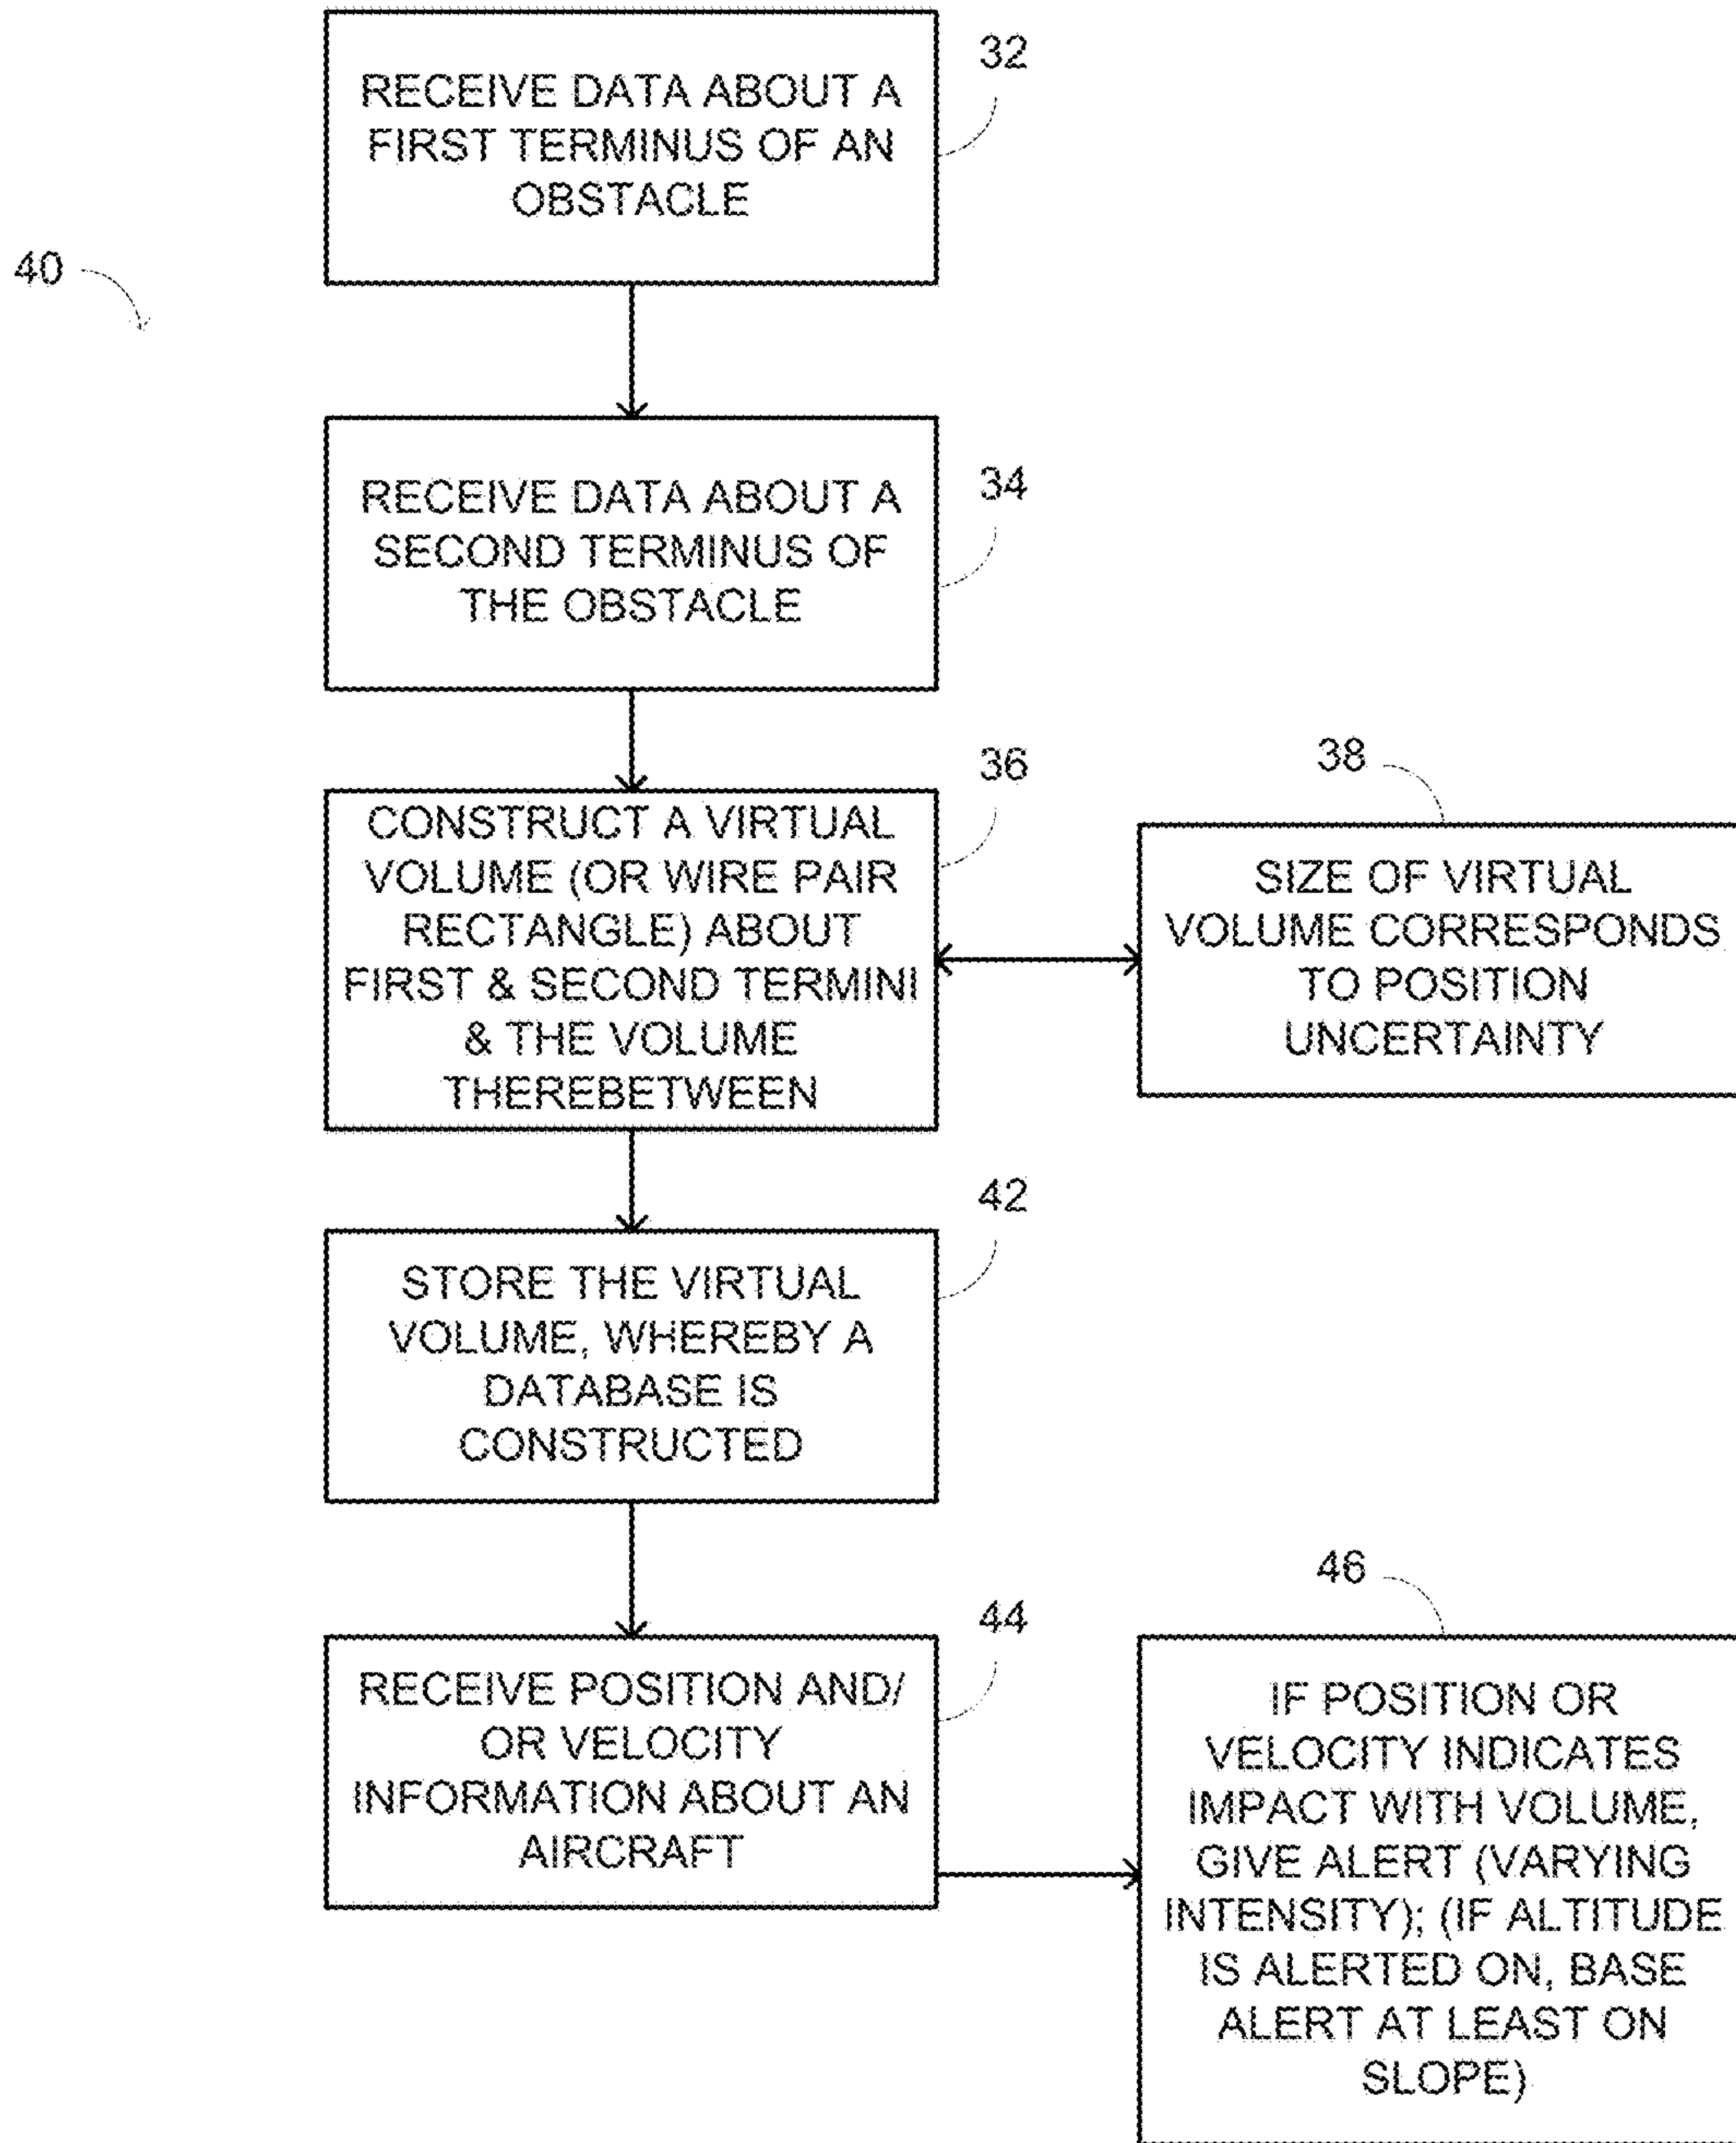 RECEIVE DATA ABOUT A
FIRST TERMINUS OF AN
OBSTACLE
32
40
RECEIVE DATA ABOUT A
SECOND TERMINUS OF
THE OBSTACLE
34
CONSTRUCT A VIRTUAL
VOLUME (OR WIRE PAIR
RECTANGLE) ABOUT
FIRST & SECOND TERMINI
& THE VOLUME
THEREBETWEEN
36
38
SIZE OF VIRTUAL
VOLUME CORRESPONDS
TO POSITION
UNCERTAINTY
STORE THE VIRTUAL
VOLUME, WHEREBY A
DATABASE IS
CONSTRUCTED
42
RECEIVE POSITION AND/
OR VELOCITY
INFORMATION ABOUT AN
AIRCRAFT
44
46
IF POSITION OR
VELOCITY INDICATES
IMPACT WITH VOLUME,
GIVE ALERT (VARYING
INTENSITY); (IF ALTITUDE
IS ALERTED ON, BASE
ALERT AT LEAST ON
SLOPE)